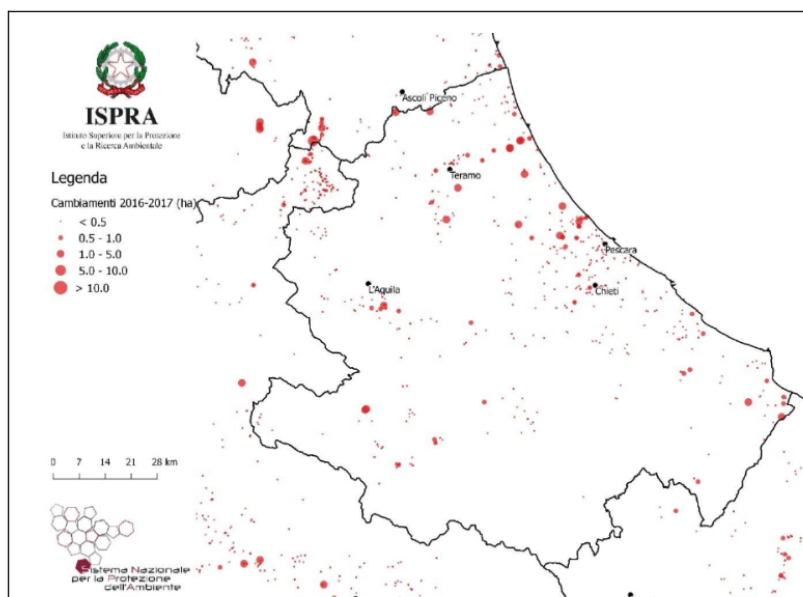 ISPRA
Istituto Superiore per la Protezione
e la Ricerca Ambientale
Legenda
Cambiamenti 2016-2017 (ha)
< 0.5
0.5 - 1.0
1.0 - 5.0
5.0 - 10.0
> 10.0
Ascoli Piceno
Teramo
Pescara
L'Aquila
Chieti
0 7 14 21 28 km
Sistema Nazionale
per la Protezione
dell'Ambiente